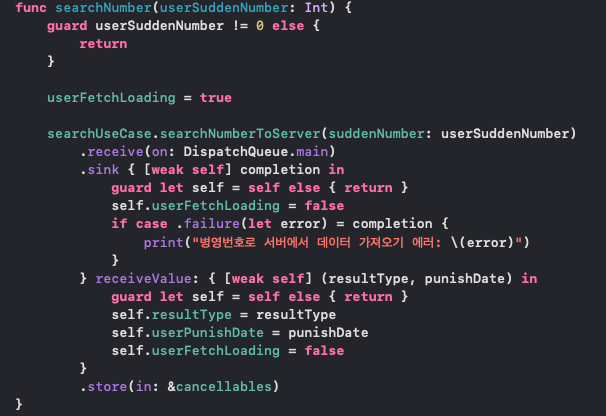 func searchNumber(userSuddenNumber: Int) {
    guard userSuddenNumber != 0 else {
        return
    }

    userFetchLoading = true

    searchUseCase.searchNumberToServer(suddenNumber: userSuddenNumber)
        .receive(on: DispatchQueue.main)
        .sink { [weak self] completion in
            guard let self = self else { return }
            self.userFetchLoading = false
            if case .failure(let error) = completion {
                print("병영번호로 서버에서 데이터 가져오기 에러: \(error)")
            }
        } receiveValue: { [weak self] (resultType, punishDate) in
            guard let self = self else { return }
            self.resultType = resultType
            self.userPunishDate = punishDate
            self.userFetchLoading = false
        }
        .store(in: &cancellables)
}